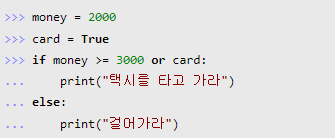 >>> money = 2000
>>> card = True
>>> if money >= 3000 or card:
...     print("택시를 타고 가라")
... else:
...     print("걸어가라")